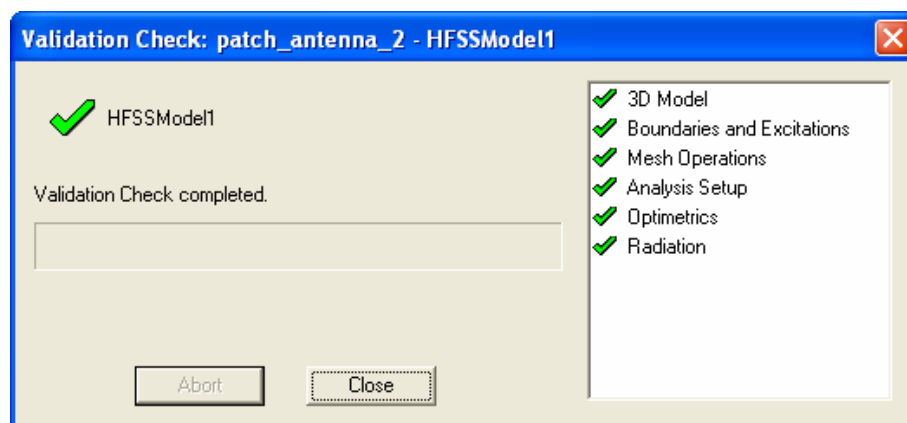 Validation Check: patch_antenna_2 - HFSSModel1
HFSSModel1
Validation Check completed.
Abort
Close
3D Model
Boundaries and Excitations
Mesh Operations
Analysis Setup
Optimetrics
Radiation